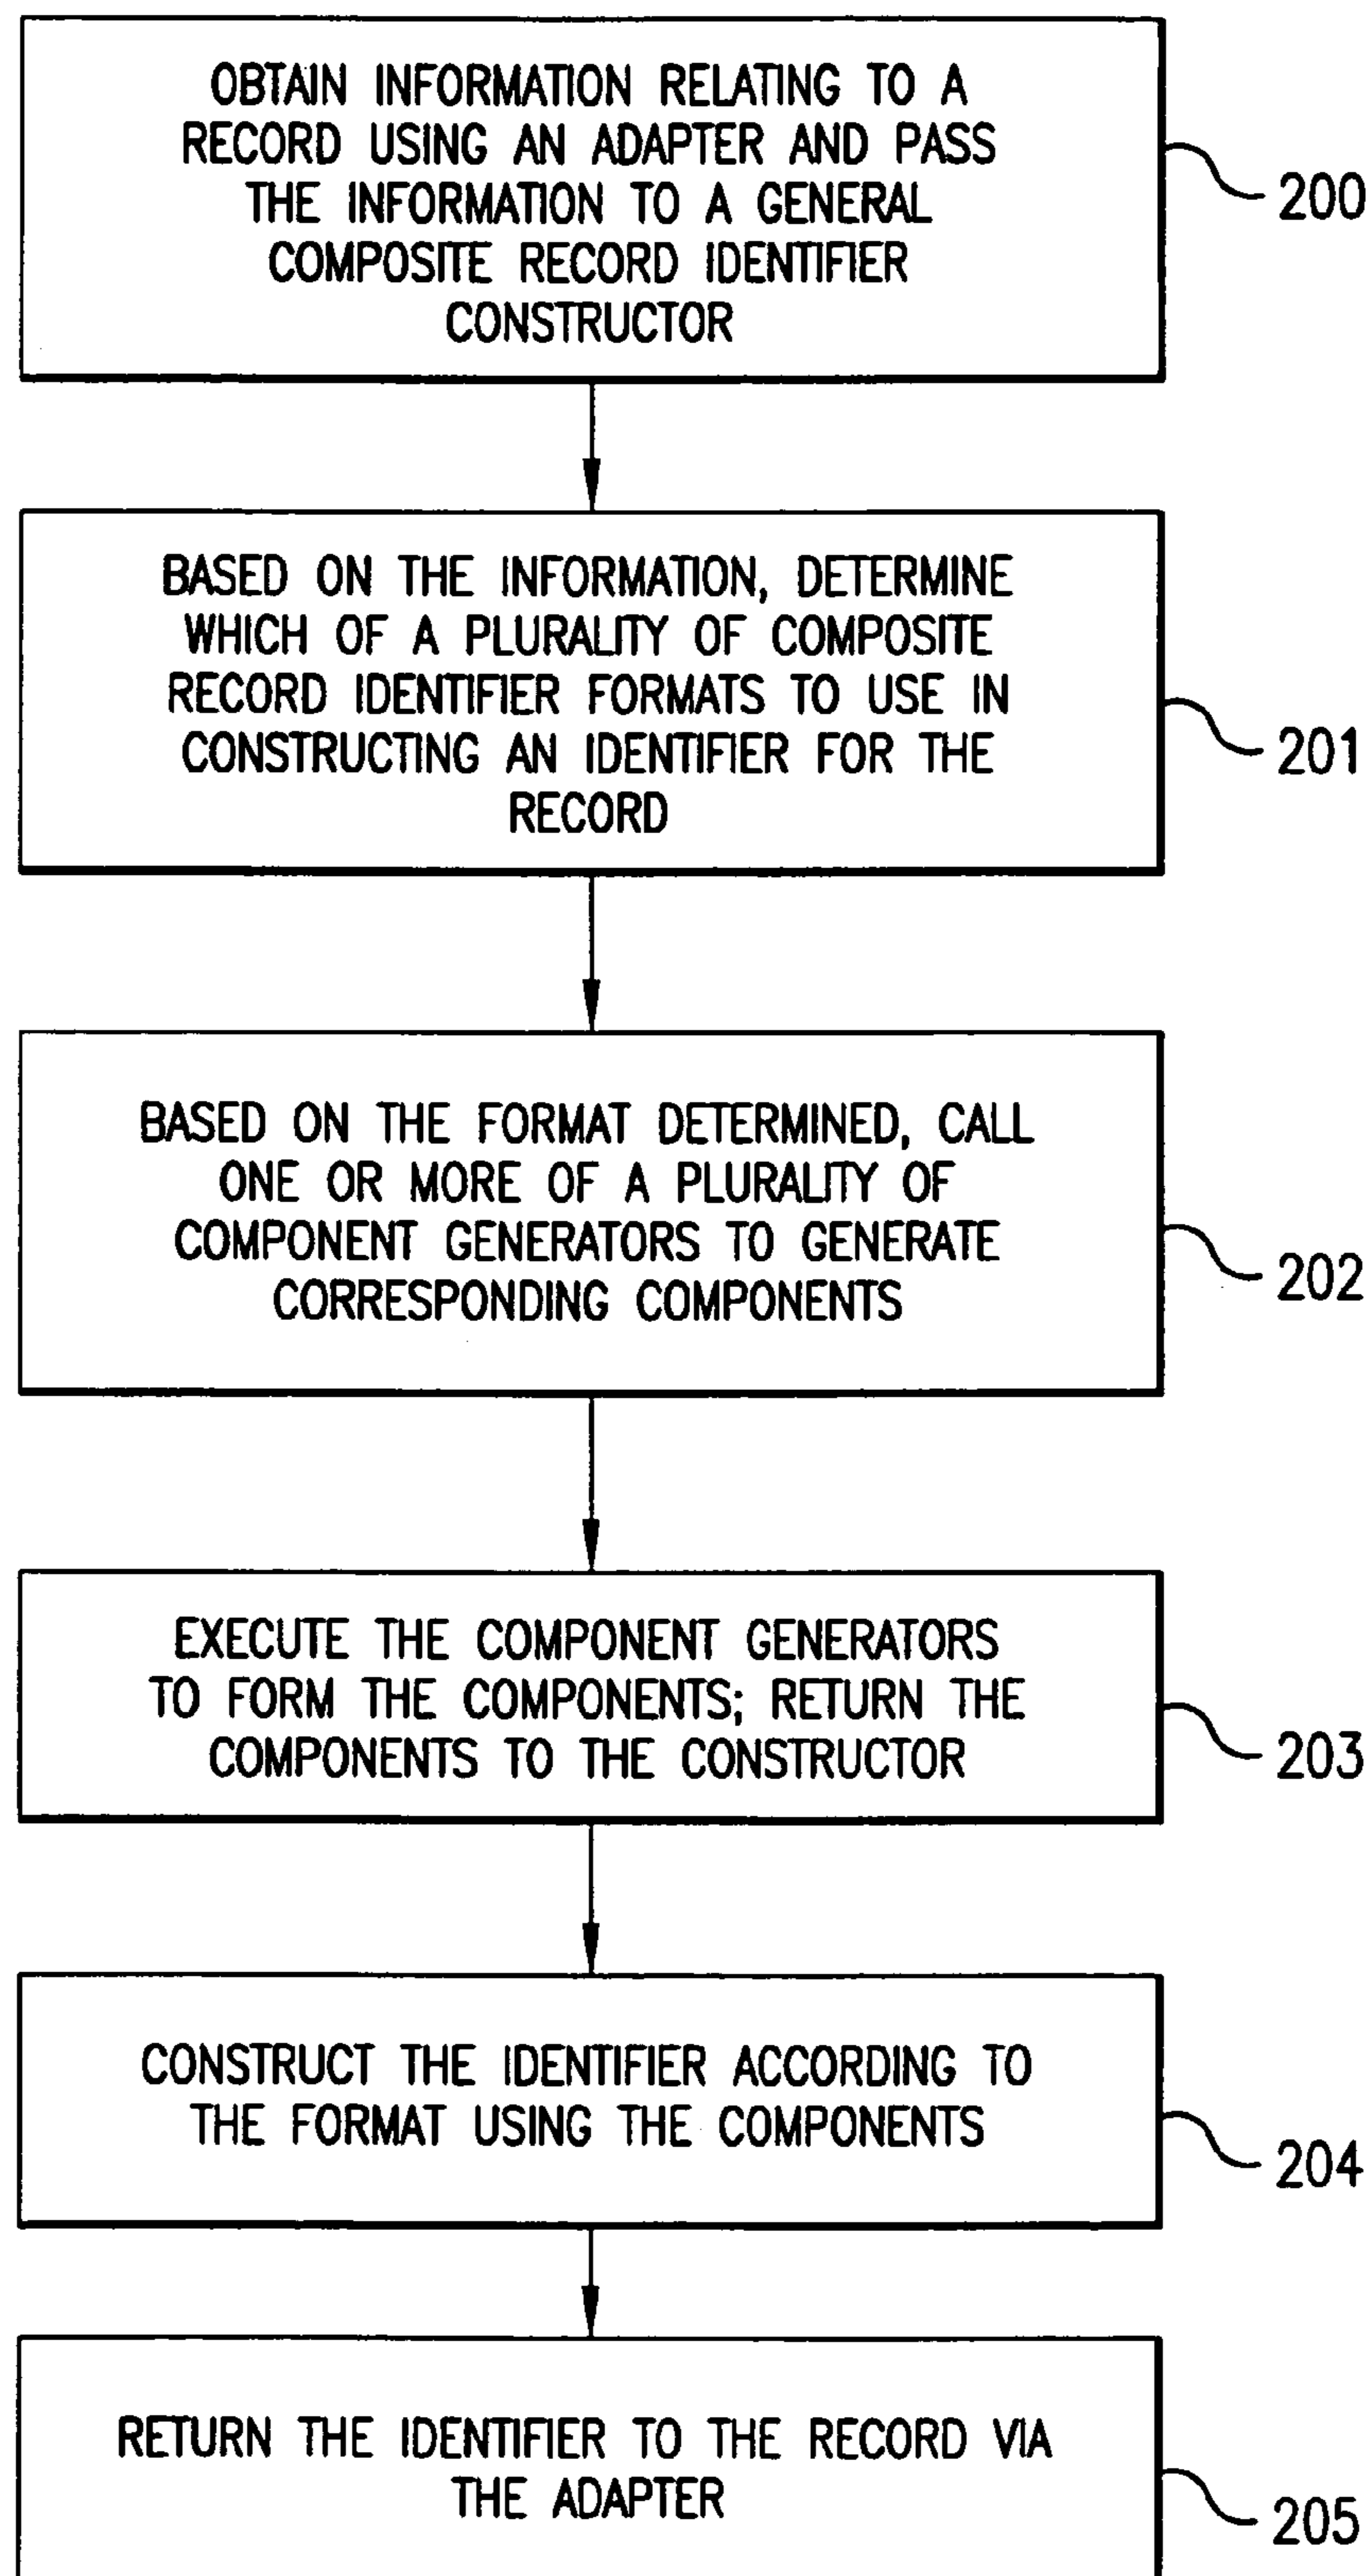 OBTAIN INFORMATION RELATING TO A
RECORD USING AN ADAPTER AND PASS
THE INFORMATION TO A GENERAL
COMPOSITE RECORD IDENTIFIER
CONSTRUCTOR
200
BASED ON THE INFORMATION, DETERMINE
WHICH OF A PLURALITY OF COMPOSITE
RECORD IDENTIFIER FORMATS TO USE IN
CONSTRUCTING AN IDENTIFIER FOR THE
RECORD
201
BASED ON THE FORMAT DETERMINED, CALL
ONE OR MORE OF A PLURALITY OF
COMPONENT GENERATORS TO GENERATE
CORRESPONDING COMPONENTS
202
EXECUTE THE COMPONENT GENERATORS
TO FORM THE COMPONENTS; RETURN THE
COMPONENTS TO THE CONSTRUCTOR
203
CONSTRUCT THE IDENTIFIER ACCORDING TO
THE FORMAT USING THE COMPONENTS
204
RETURN THE IDENTIFIER TO THE RECORD VIA
THE ADAPTER
205